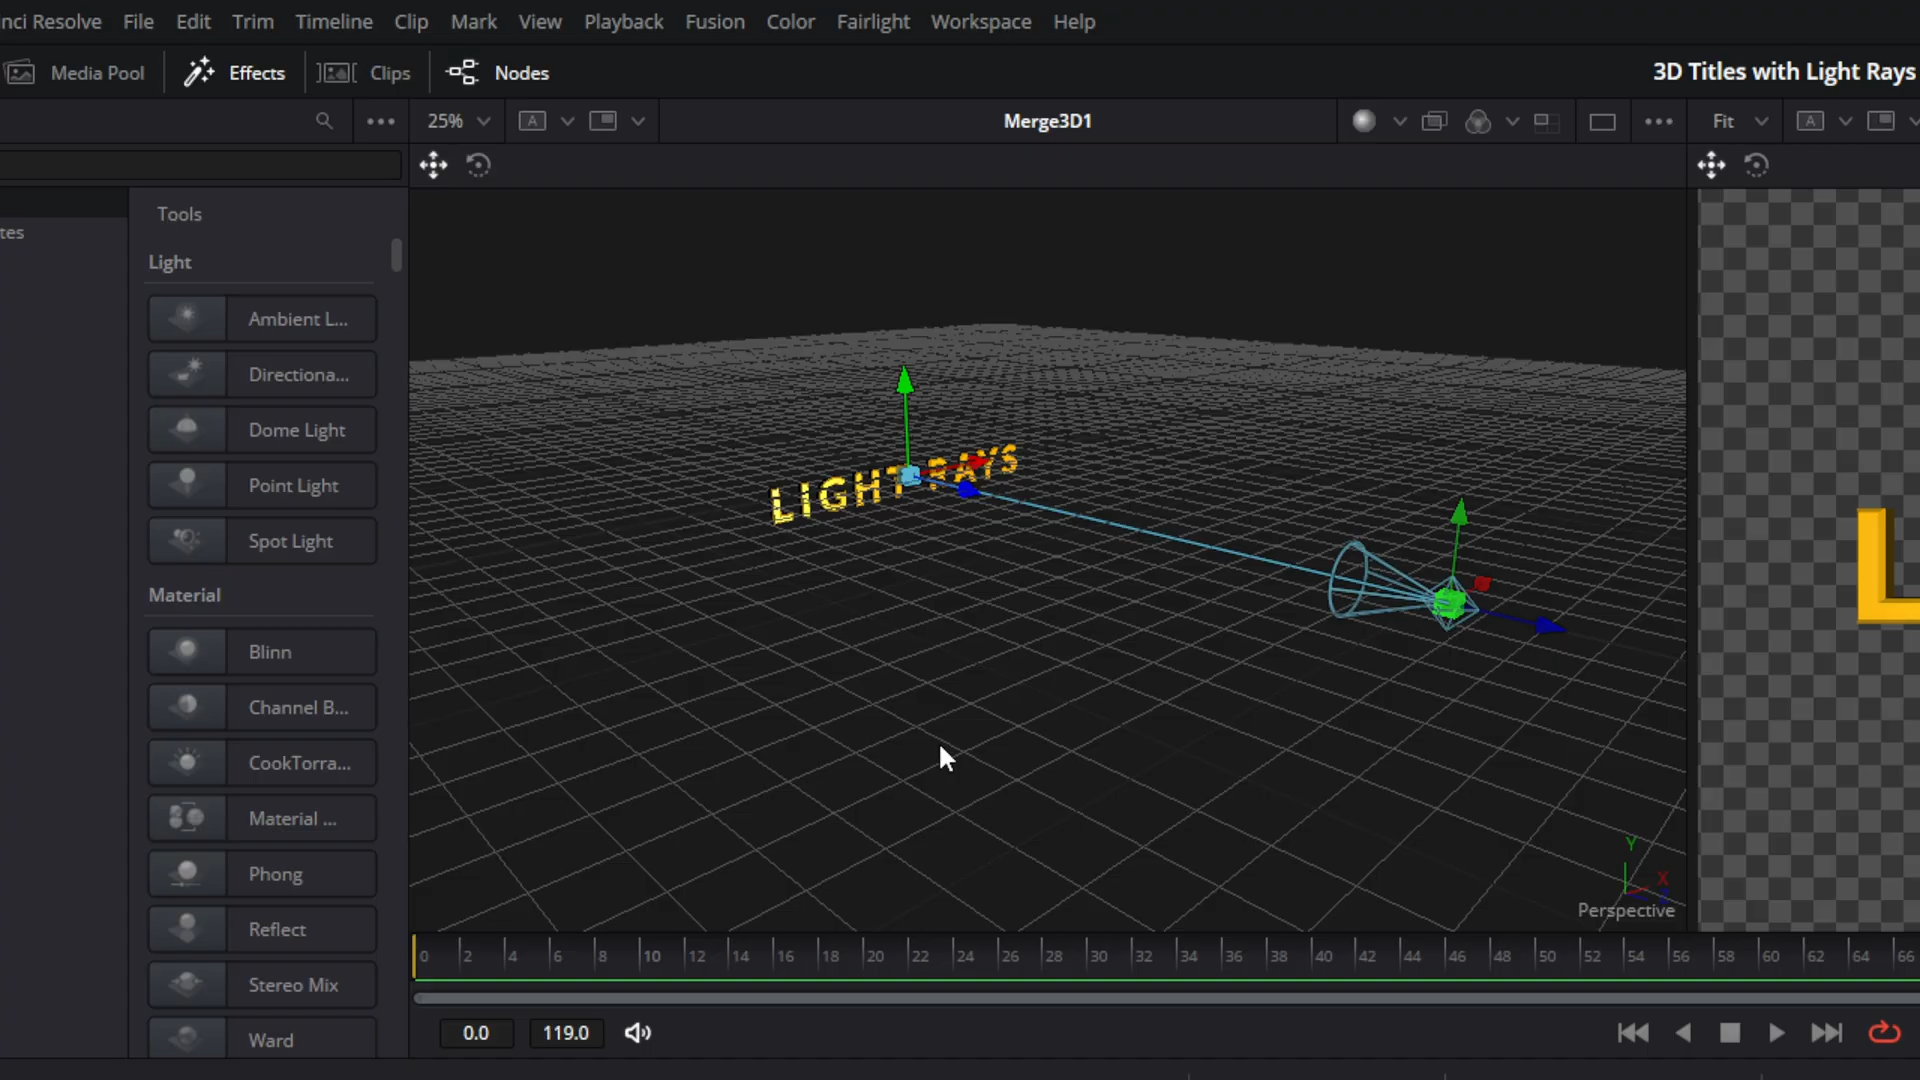 nci Resolve File Edit Trim Timeline Clip Mark View Playback Fusion Color Fairlight Workspace Help
Media Pool Effects Clips Nodes 3D Titles with Light Rays
25% A Merge3D1 Fit A
Tools
tes
Light
Ambient L...
Directiona...
Dome Light
Point Light
Spot Light
Material
Blinn
Channel B...
CookTorra...
Material ...
Phong
Reflect
Stereo Mix
Ward
LIGHT RAYS
L
Y
X
Perspective
0 2 4 6 8 10 12 14 16 18 20 22 24 26 28 30 32 34 36 38 40 42 44 46 48 50 52 54 56 58 60 62 64 66
0.0 119.0